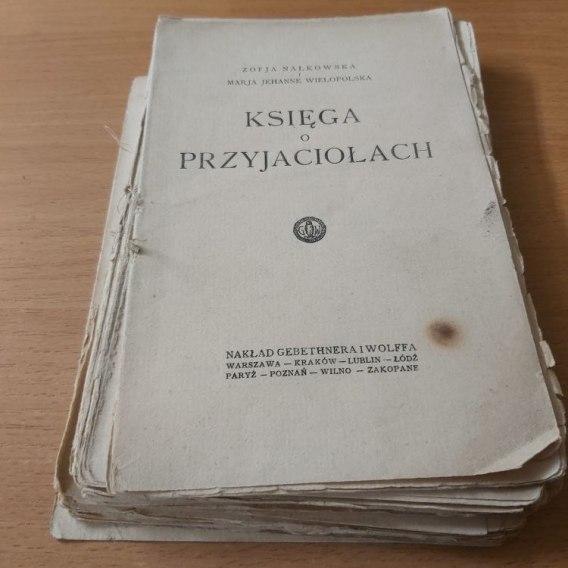 ZOFJA NAŁKOWSKA
I
MARJA JEHANNE WIELOPOLSKA
KSIĘGA
O
PRZYJACIOŁACH
NAKŁAD GEBETHNERA I WOLFFA
WARSZAWA — KRAKÓW — LUBLIN — ŁÓDŹ
PARYŻ — POZNAŃ — WILNO — ZAKOPANE